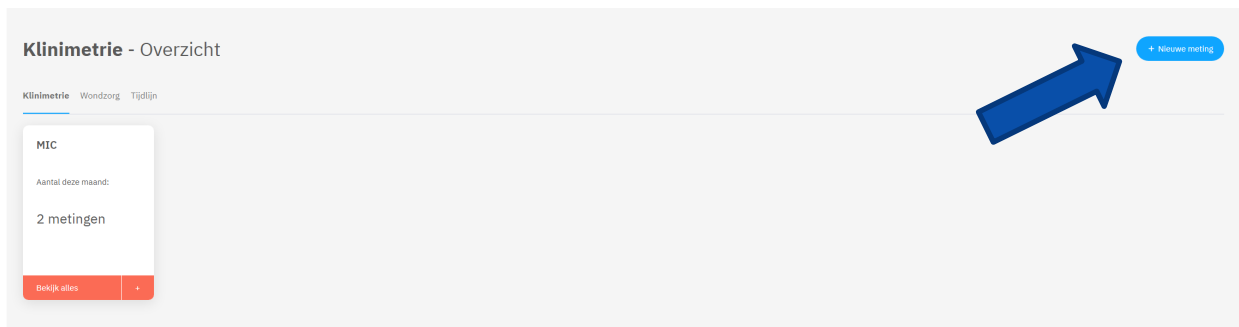 Klinimetrie - Overzicht
+ Nieuwe meting
Klinimetrie Wondzorg Tijdlijn
MIC
Aantal deze maand:
2 metingen
Bekijk alles +